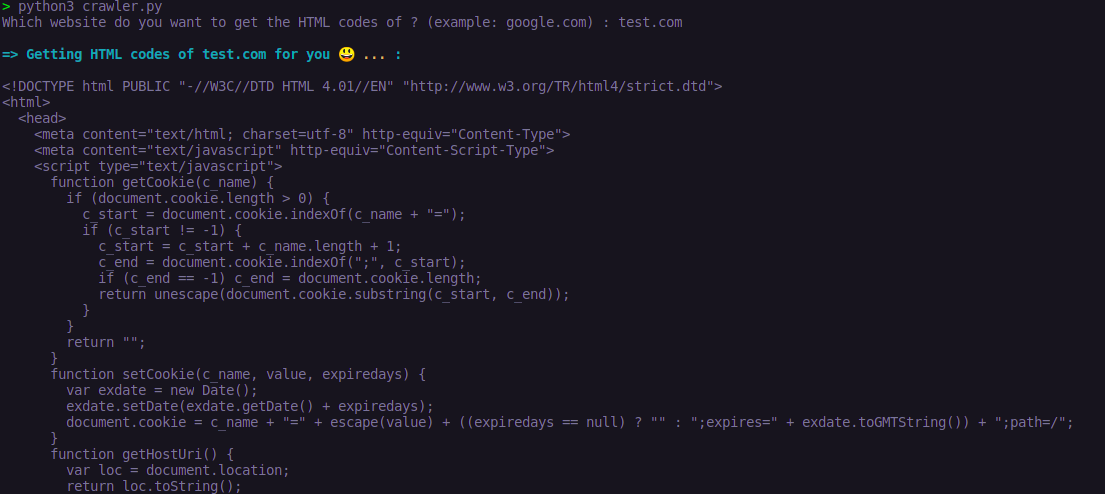 > python3 crawler.py
Which website do you want to get the HTML codes of ? (example: google.com) : test.com

=> Getting HTML codes of test.com for you 😃 ... :

<!DOCTYPE html PUBLIC "-//W3C//DTD HTML 4.01//EN" "http://www.w3.org/TR/html4/strict.dtd">
<html>
  <head>
    <meta content="text/html; charset=utf-8" http-equiv="Content-Type">
    <meta content="text/javascript" http-equiv="Content-Script-Type">
    <script type="text/javascript">
      function getCookie(c_name) {
        if (document.cookie.length > 0) {
          c_start = document.cookie.indexOf(c_name + "=");
          if (c_start != -1) {
            c_start = c_start + c_name.length + 1;
            c_end = document.cookie.indexOf(";", c_start);
            if (c_end == -1) c_end = document.cookie.length;
            return unescape(document.cookie.substring(c_start, c_end));
          }
        }
        return "";
      }
      function setCookie(c_name, value, expiredays) {
        var exdate = new Date();
        exdate.setDate(exdate.getDate() + expiredays);
        document.cookie = c_name + "=" + escape(value) + ((expiredays == null) ? "" : ";expires=" + exdate.toGMTString()) + ";path=/";
      }
      function getHostUri() {
        var loc = document.location;
        return loc.toString();